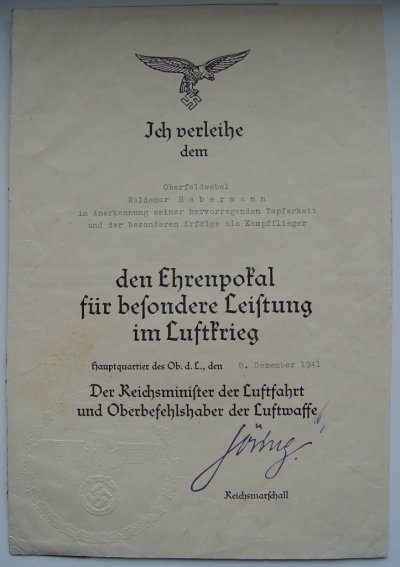 Ich verleihe
dem
Oberfeldwebel
Waldemar Habermann
in Anerkennung seiner hervorragenden Tapferkeit
und der besonderen Erfolge als Kampfflieger
den Ehrenpokal
für besondere Leistung
im Luftkrieg
Hauptquartier des Ob. d. L., den 8. Dezember 1941
Der Reichsminister der Luftfahrt
und Oberbefehlshaber der Luftwaffe
Göring.
Reichsmarschall